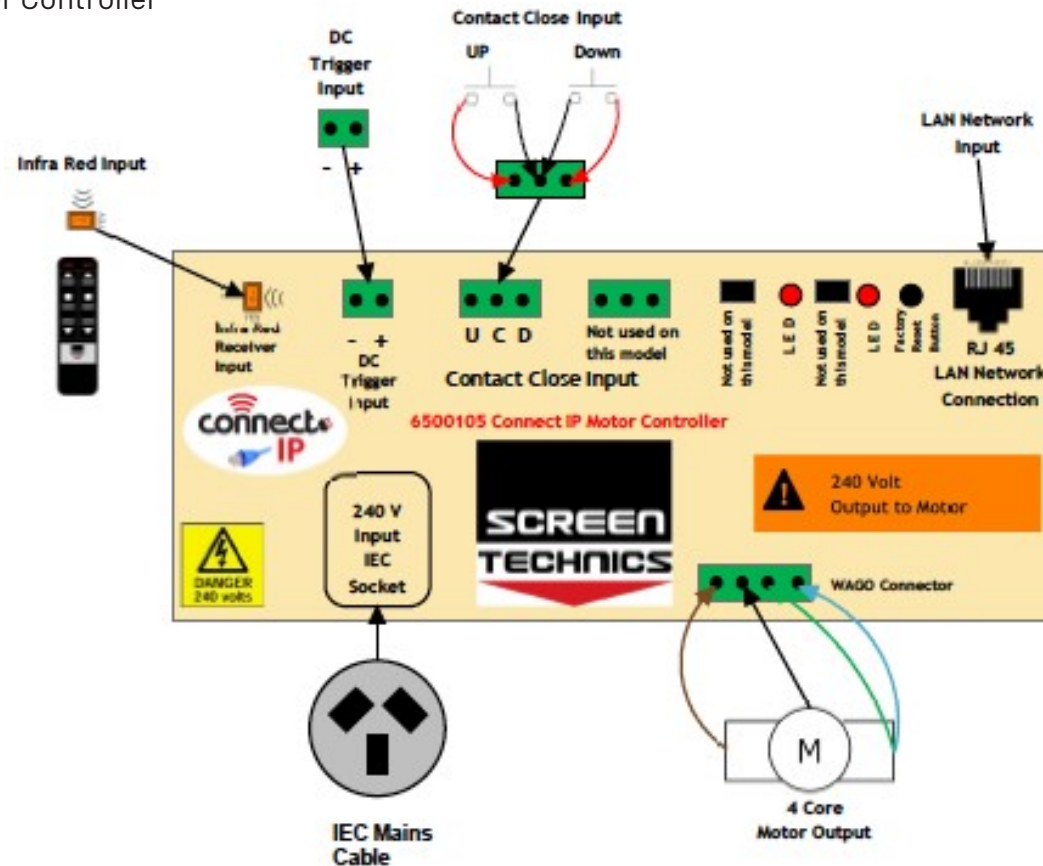 Controller
DC
Trigger
Input
- +
Contact Close Input
UP Down
LAN Network
Input
Infra Red Input
Infra Red
Receiver
Input
- +
DC
Trigger
Input
U C D
Contact Close Input
Not used on
this model
Not used on
this model
LED
Not used on
this model
LED
Factory
Reset
Button
RJ 45
LAN Network
Connection
connect
IP
6500105 Connect IP Motor Controller
240 V
Input
IEC
Socket
SCREEN
TECHNICS
240 Volt
Output to Motor
DANGER
240 volts
WAGO Connector
M
4 Core
Motor Output
IEC Mains
Cable